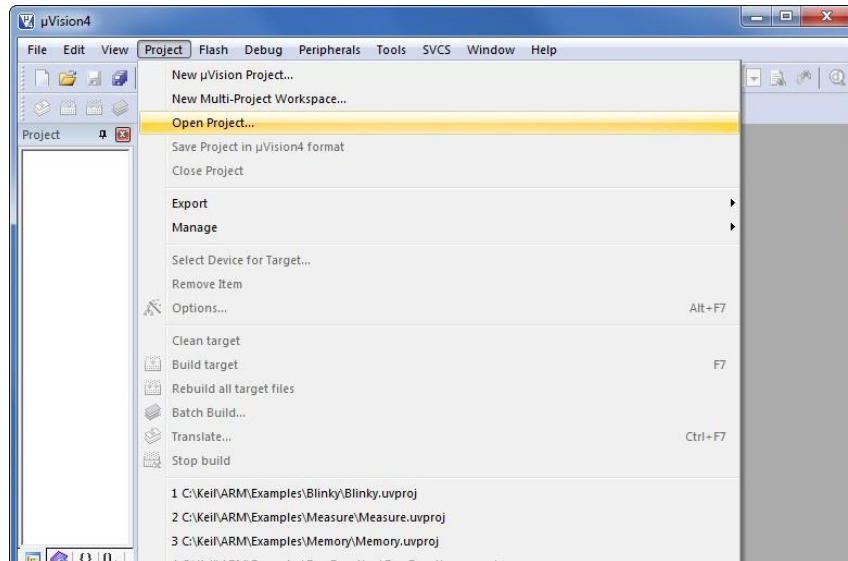 µVision4
File Edit View Project Flash Debug Peripherals Tools SVCS Window Help
New µVision Project...
New Multi-Project Workspace...
Project
Open Project...
Save Project in µVision4 format
Close Project
Export
Manage
Select Device for Target...
Remove Item
Options... Alt+F7
Clean target
Build target F7
Rebuild all target files
Batch Build...
Translate... Ctrl+F7
Stop build
1 C:\Keil\ARM\Examples\Blinky\Blinky.uvproj
2 C:\Keil\ARM\Examples\Measure\Measure.uvproj
3 C:\Keil\ARM\Examples\Memory\Memory.uvproj